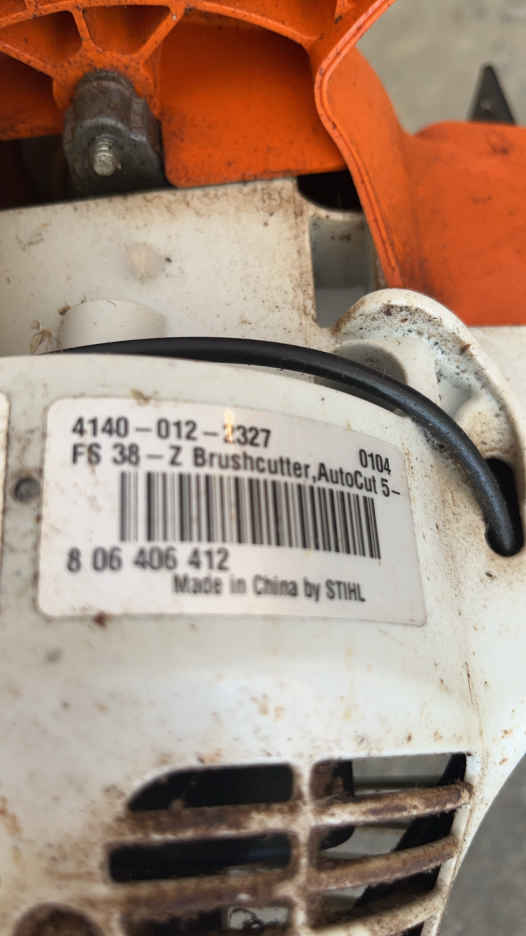 4140-012-2327
0104
FS 38-Z Brushcutter,AutoCut 5-
8 06 406 412
Made in China by STIHL